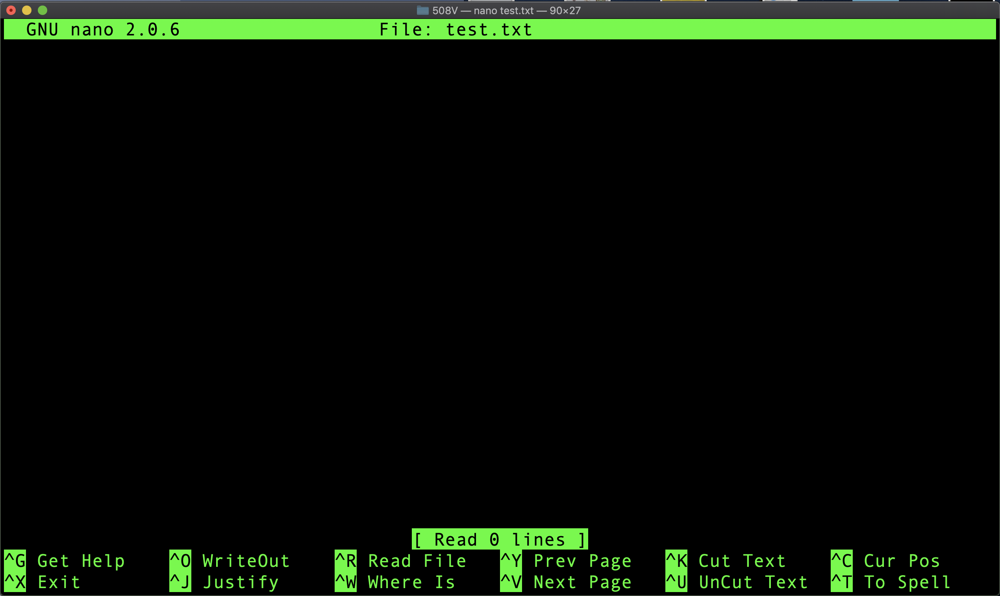 508V — nano test.txt — 90×27
GNU nano 2.0.6 File: test.txt
[ Read 0 lines ]
^G Get Help ^O WriteOut ^R Read File ^Y Prev Page ^K Cut Text ^C Cur Pos
^X Exit ^J Justify ^W Where Is ^V Next Page ^U UnCut Text ^T To Spell